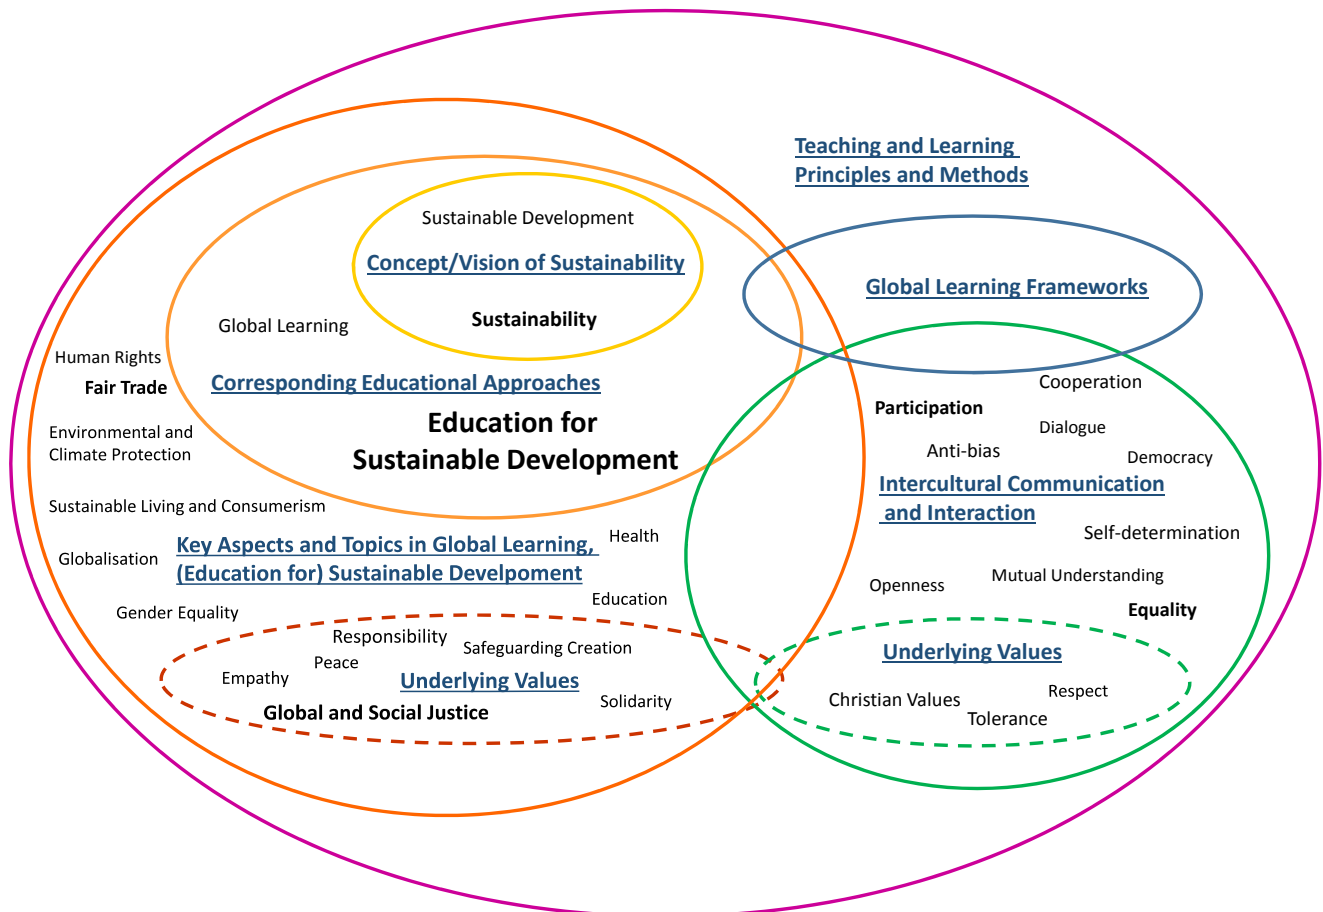 Teaching and Learning
Principles and Methods
Sustainable Development
Concept/Vision of Sustainability
Sustainability
Global Learning Frameworks
Global Learning
Human Rights
Fair Trade
Corresponding Educational Approaches
Education for
Sustainable Development
Environmental and
Climate Protection
Sustainable Living and Consumerism
Globalisation
Key Aspects and Topics in Global Learning,
(Education for) Sustainable Develpoment
Health
Education
Gender Equality
Responsibility
Safeguarding Creation
Peace
Empathy
Underlying Values
Solidarity
Global and Social Justice
Cooperation
Participation
Dialogue
Anti-bias
Democracy
Intercultural Communication
and Interaction
Self-determination
Mutual Understanding
Openness
Equality
Underlying Values
Christian Values
Respect
Tolerance